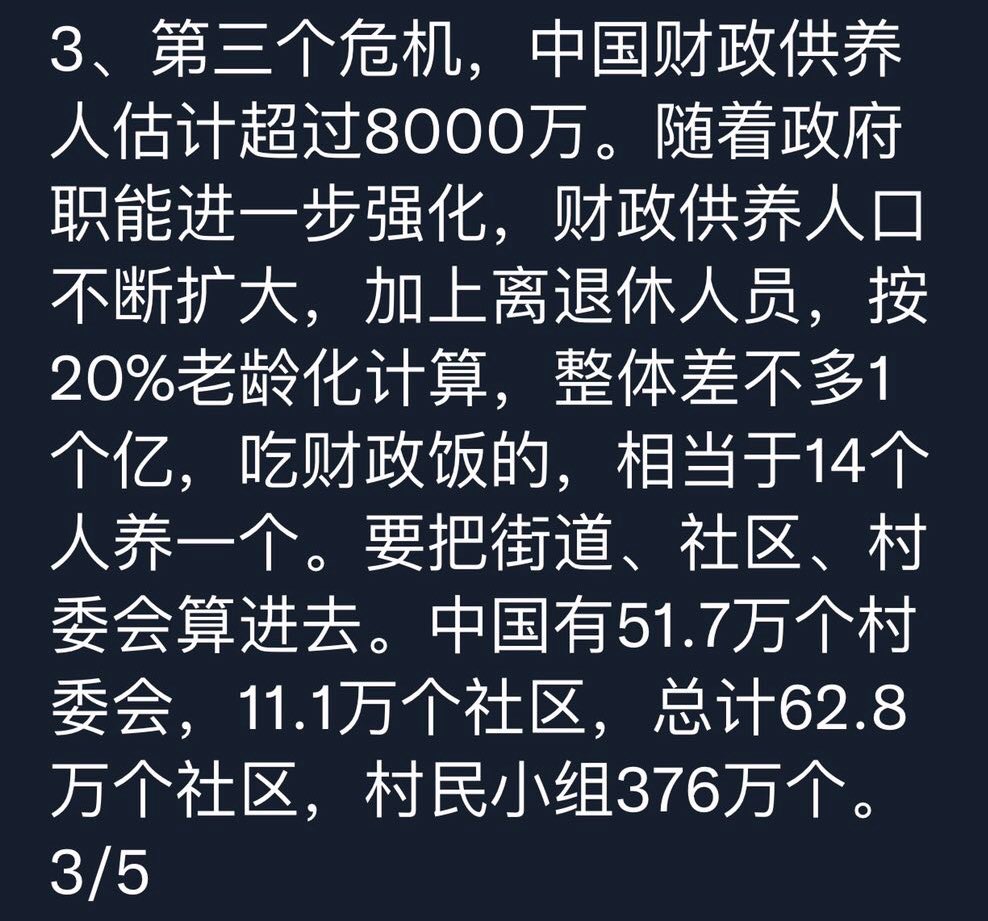 3、第三个危机，中国财政供养
人估计超过8000万。随着政府
职能进一步强化，财政供养人口
不断扩大，加上离退休人员，按
20%老龄化计算，整体差不多1
个亿，吃财政饭的，相当于14个
人养一个。要把街道、社区、村
委会算进去。中国有51.7万个村
委会，11.1万个社区，总计62.8
万个社区，村民小组376万个。
3/5